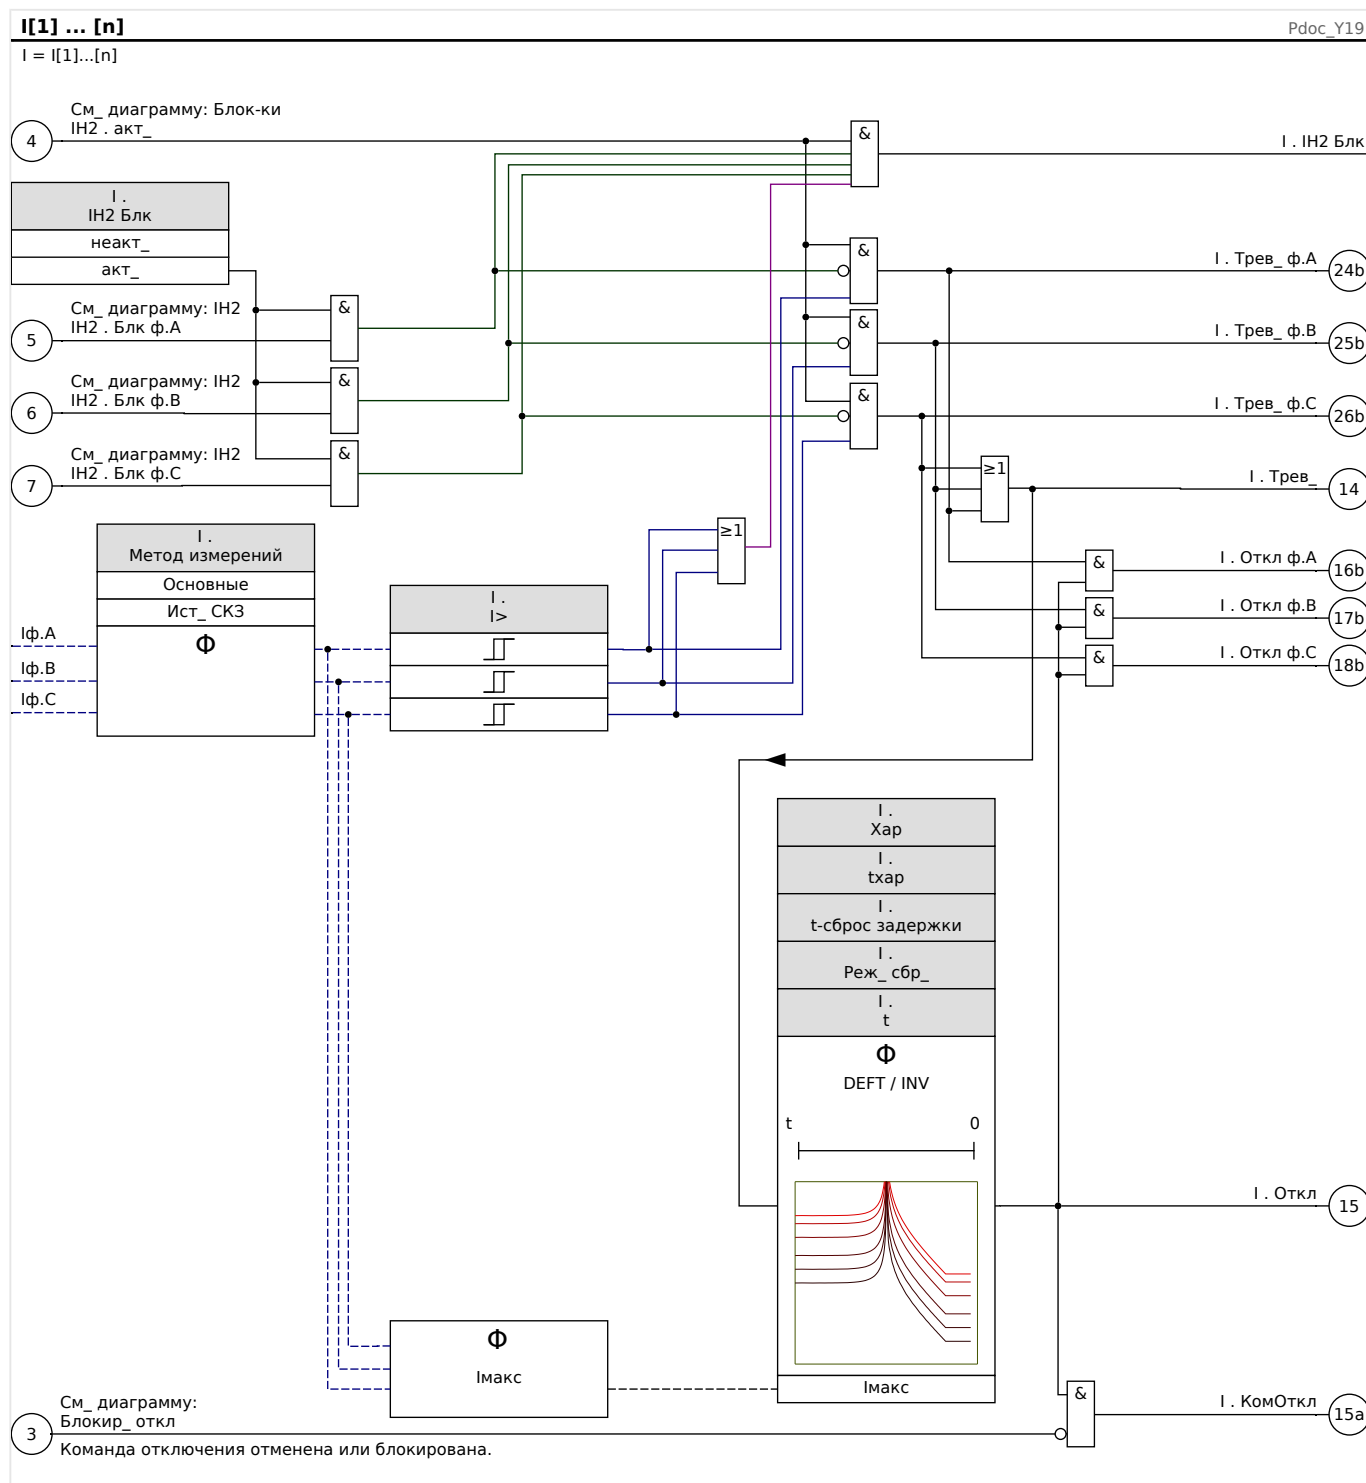 I[1] ... [n]
Pdoc_Y19
I = I[1]...[n]
См_ диаграмму: Блок-ки
IH2 . акт_
4
&
I . IH2 Блк
I .
IH2 Блк
неакт_
акт_
&
I . Трев_ ф.A
24b
См_ диаграмму: IH2
IH2 . Блк ф.A
5
&
&
I . Трев_ ф.B
25b
См_ диаграмму: IH2
IH2 . Блк ф.B
6
&
&
I . Трев_ ф.C
26b
См_ диаграмму: IH2
IH2 . Блк ф.C
7
&
≥1
I . Трев_
14
I .
Метод измерений
Основные
Ист_ СКЗ
Φ
Iф.A
Iф.B
Iф.C
I .
I>
≥1
&
I . Откл ф.A
16b
&
I . Откл ф.B
17b
&
I . Откл ф.C
18b
I .
Хар
I .
tхар
I .
t-сброс задержки
I .
Реж_ сбр_
I .
t
Φ
DEFT / INV
t
0
I . Откл
15
Φ
Iмакс
Iмакс
&
I . КомОткл
15a
См_ диаграмму:
Блокир_ откл
3
Команда отключения отменена или блокирована.